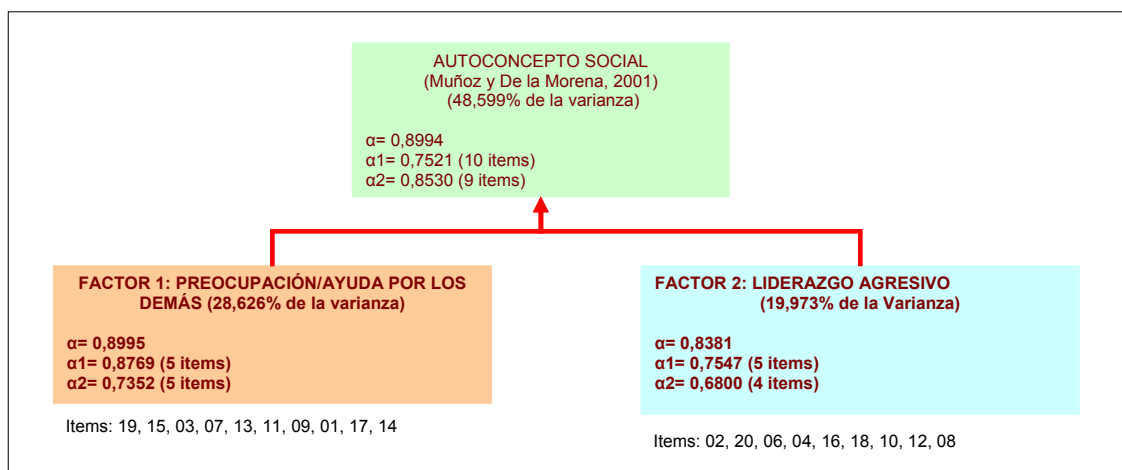 AUTOCONCEPTO SOCIAL
(Muñoz y De la Morena, 2001)
(48,599% de la varianza)
α= 0,8994
α1= 0,7521 (10 items)
α2= 0,8530 (9 items)
FACTOR 1: PREOCUPACIÓN/AYUDA POR LOS
DEMÁS (28,626% de la varianza)
α= 0,8995
α1= 0,8769 (5 items)
α2= 0,7352 (5 items)
Items: 19, 15, 03, 07, 13, 11, 09, 01, 17, 14
FACTOR 2: LIDERAZGO AGRESIVO
(19,973% de la Varianza)
α= 0,8381
α1= 0,7547 (5 items)
α2= 0,6800 (4 items)
Items: 02, 20, 06, 04, 16, 18, 10, 12, 08